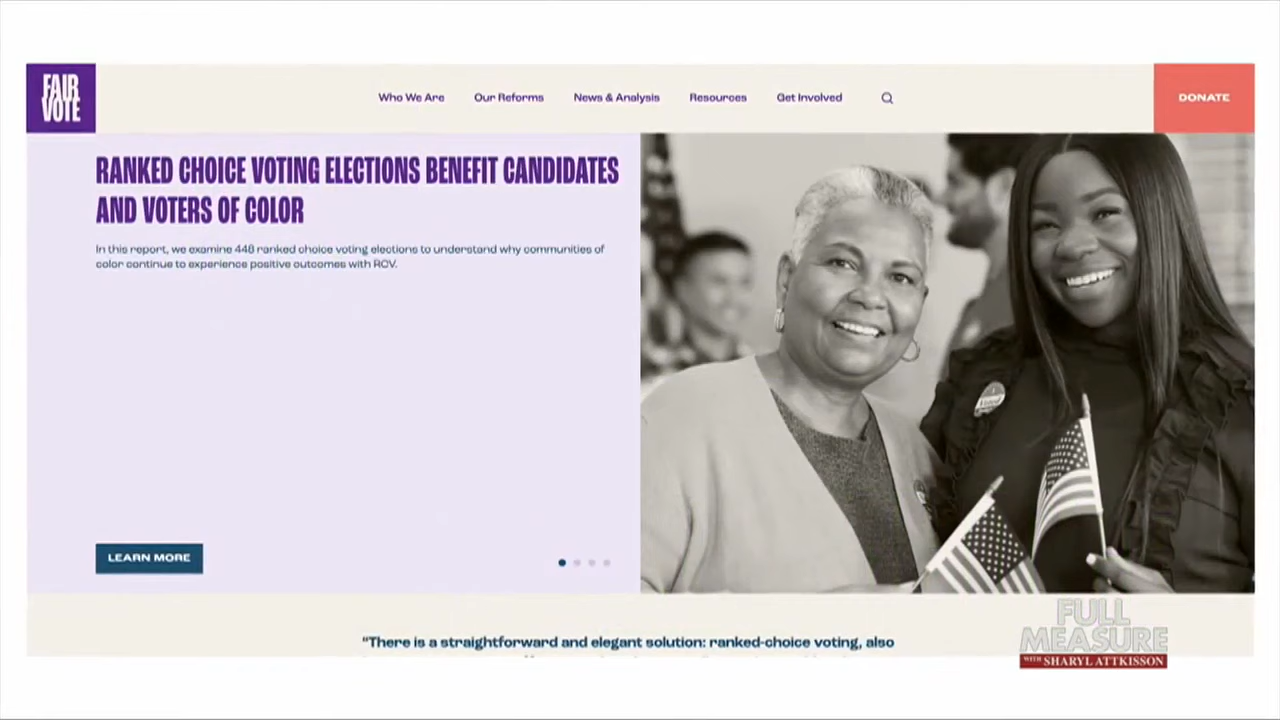 FAIR
VOTE
Who We Are Our Reforms News & Analysis Resources Get Involved
DONATE
RANKED CHOICE VOTING ELECTIONS BENEFIT CANDIDATES
AND VOTERS OF COLOR
In this report, we examine 448 ranked choice voting elections to understand why communities of
color continue to experience positive outcomes with RCV.
LEARN MORE
Voted
"There is a straightforward and elegant solution: ranked-choice voting, also
FULL
MEASURE
WITH SHARYL ATTKISSON